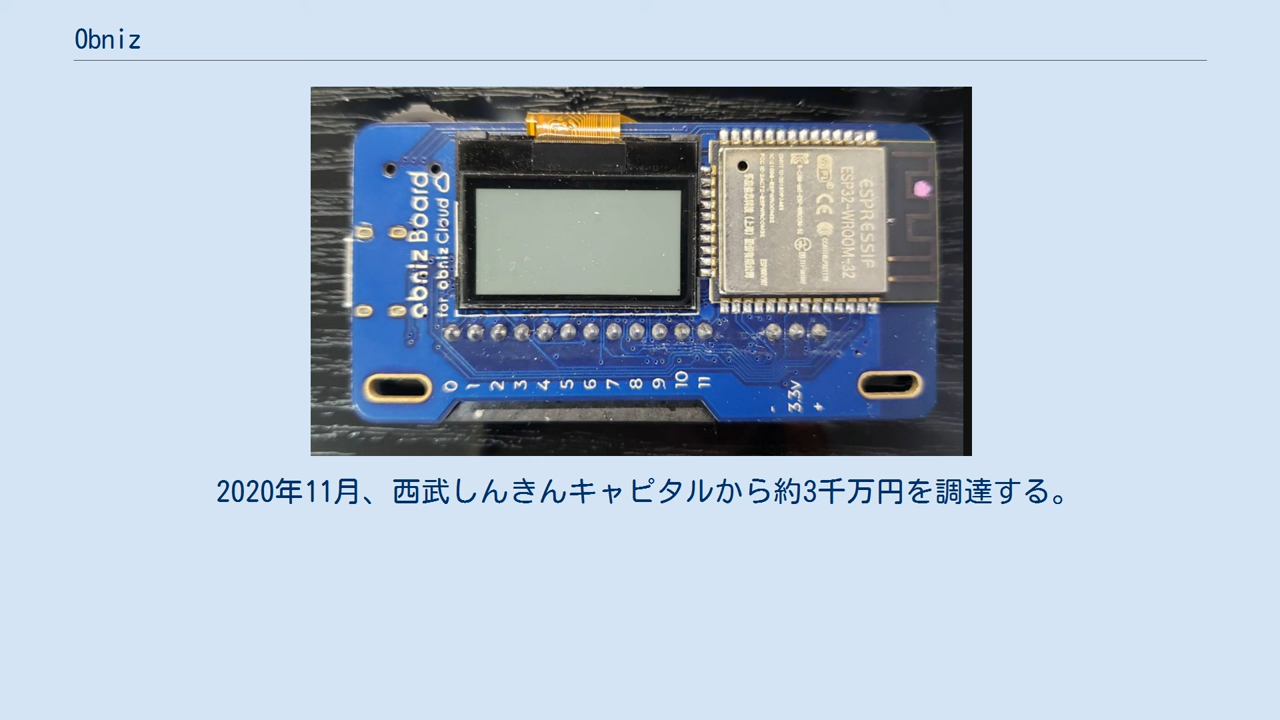 Obniz
obniz Board
for obniz Cloud
ESPRESSIF
ESP32-WROOM-32
0 1 2 3 4 5 6 7 8 9 10 11
- 3.3V +
2020年11月、西武しんきんキャピタルから約3千万円を調達する。